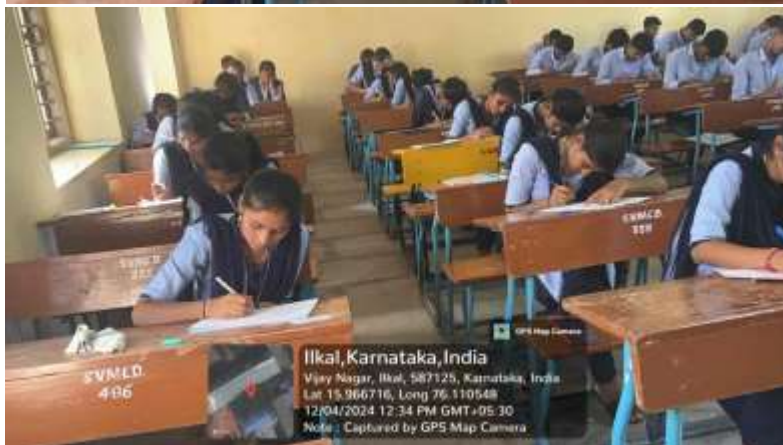 SVMCD
GPS Map Camera
SVMLD
486
Ilkal,Karnataka,India
Vijay Nagar, Ilkal, 587125, Karnataka, India
Lat 15.966716, Long 76.110548
12/04/2024 12:34 PM GMT+05:30
Note : Captured by GPS Map Camera